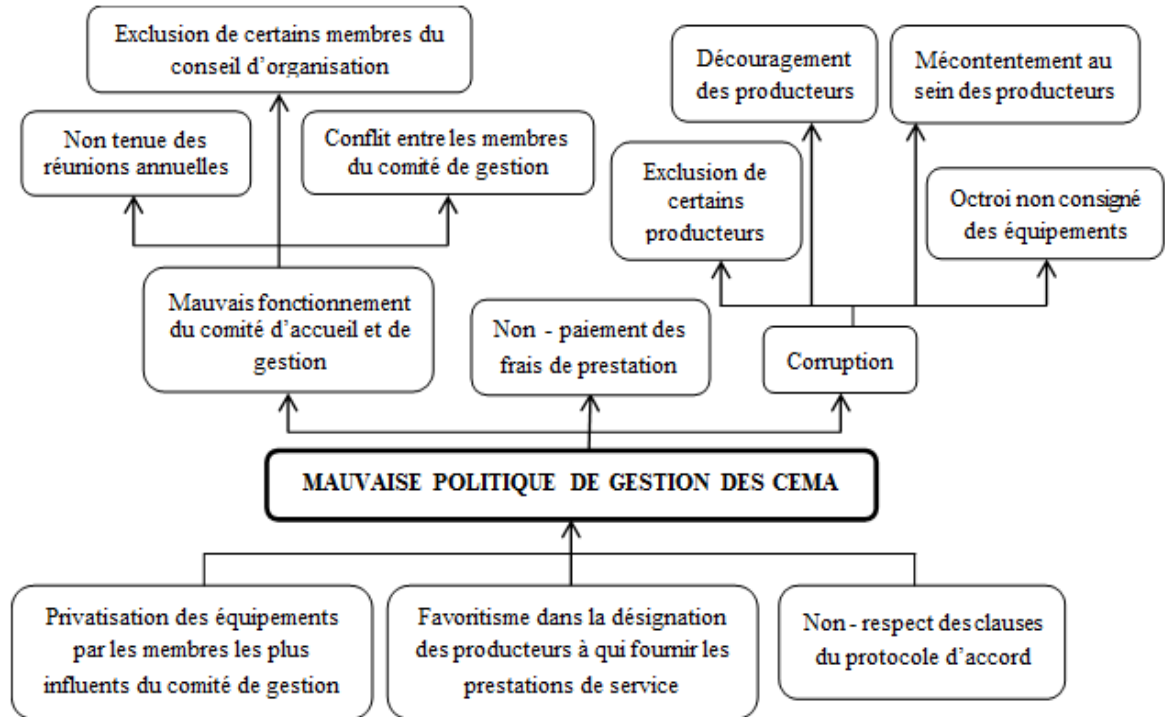 Exclusion de certains membres du
conseil d'organisation
Découragement
des producteurs
Mécontentement au
sein des producteurs
Non tenue des
réunions annuelles
Conflit entre les membres
du comité de gestion
Exclusion de
certains
producteurs
Octroi non consigné
des équipements
Mauvais fonctionnement
du comité d'accueil et de
gestion
Non - paiement des
frais de prestation
Corruption
MAUVAISE POLITIQUE DE GESTION DES CEMA
Privatisation des équipements
par les membres les plus
influents du comité de gestion
Favoritisme dans la désignation
des producteurs à qui fournir les
prestations de service
Non - respect des clauses
du protocole d'accord